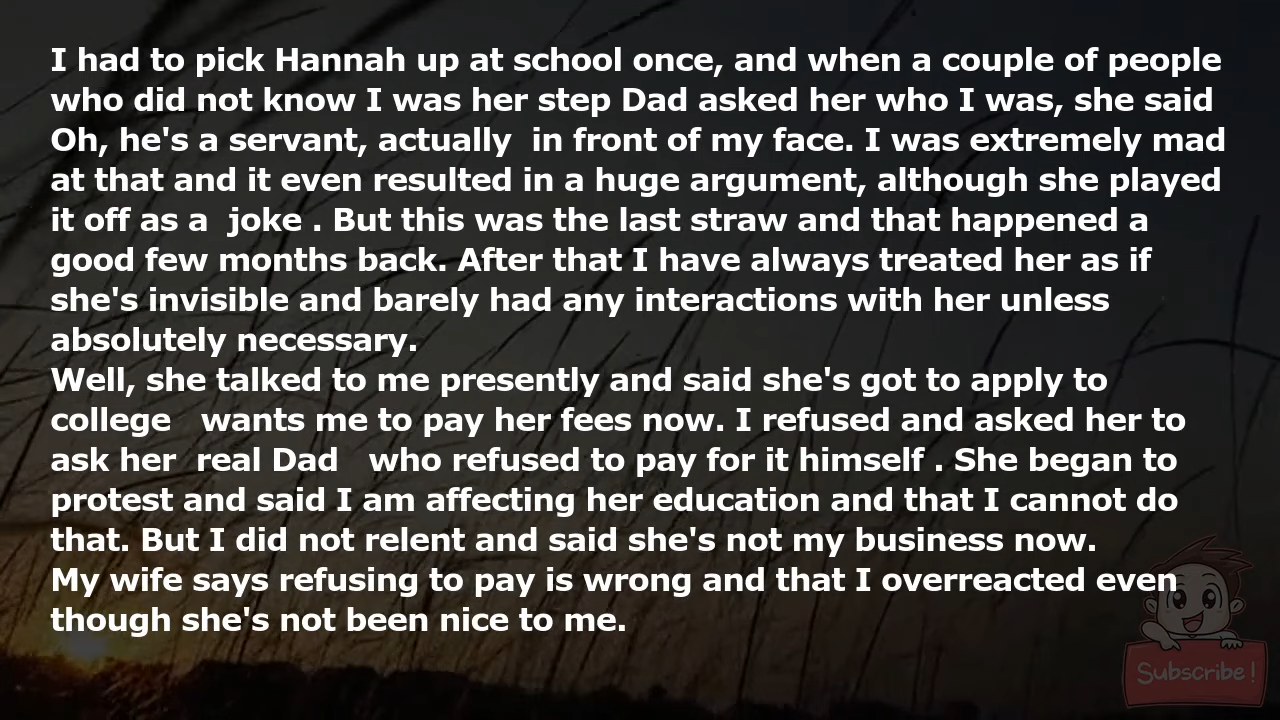 I had to pick Hannah up at school once, and when a couple of people
who did not know I was her step Dad asked her who I was, she said
Oh, he's a servant, actually  in front of my face. I was extremely mad
at that and it even resulted in a huge argument, although she played
it off as a  joke . But this was the last straw and that happened a
good few months back. After that I have always treated her as if
she's invisible and barely had any interactions with her unless
absolutely necessary.
Well, she talked to me presently and said she's got to apply to
college   wants me to pay her fees now. I refused and asked her to
ask her  real Dad   who refused to pay for it himself . She began to
protest and said I am affecting her education and that I cannot do
that. But I did not relent and said she's not my business now.
My wife says refusing to pay is wrong and that I overreacted even
though she's not been nice to me.
Subscribe!